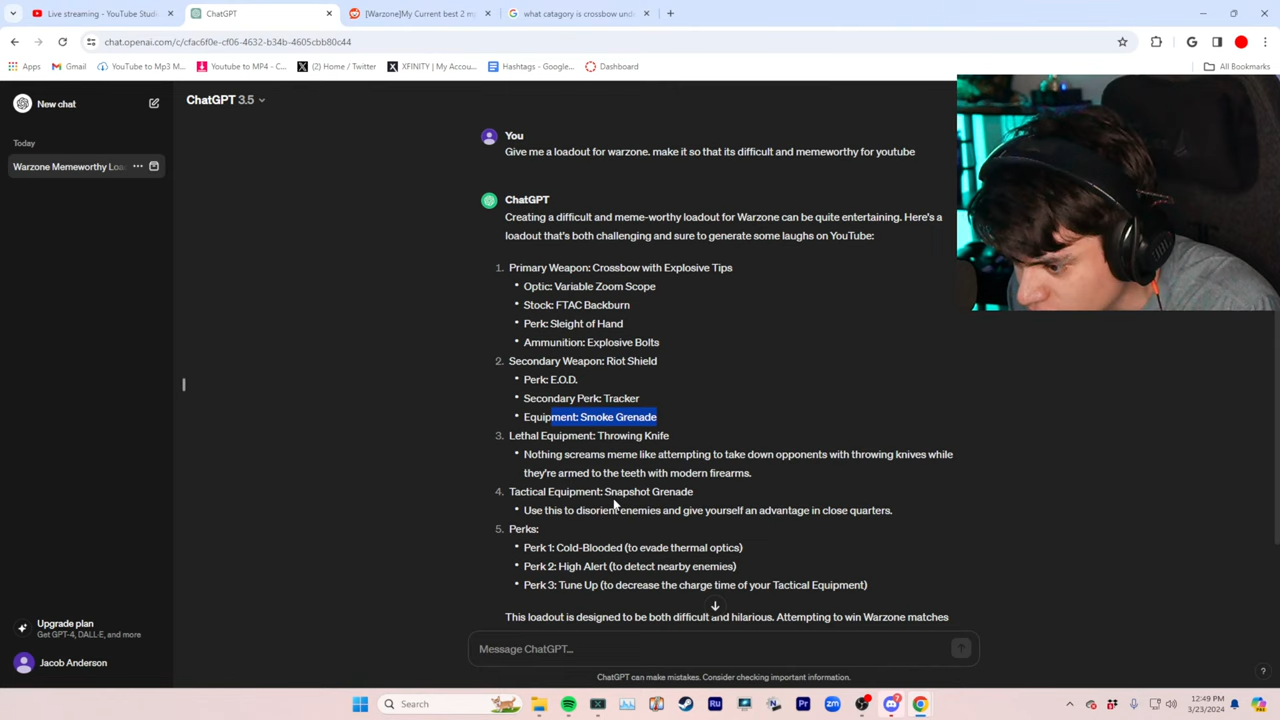 Live streaming - YouTube Studi
ChatGPT
[Warzone]My Current best 2 m
what catagory is crossbow und
chat.openai.com/c/cfac6f0e-cf06-4632-b34b-4605cbb80c44
Apps
Gmail
YouTube to Mp3 M...
Youtube to MP4 - C...
(2) Home / Twitter
XFINITY | My Accou...
Hashtags - Google...
Dashboard
All Bookmarks
New chat
Today
Warzone Memeworthy Loa
ChatGPT 3.5
You
Give me a loadout for warzone. make it so that its difficult and memeworthy for youtube
ChatGPT
Creating a difficult and meme-worthy loadout for Warzone can be quite entertaining. Here's a
loadout that's both challenging and sure to generate some laughs on YouTube:
1. Primary Weapon: Crossbow with Explosive Tips
• Optic: Variable Zoom Scope
• Stock: FTAC Backburn
• Perk: Sleight of Hand
• Ammunition: Explosive Bolts
2. Secondary Weapon: Riot Shield
• Perk: E.O.D.
• Secondary Perk: Tracker
• Equipment: Smoke Grenade
3. Lethal Equipment: Throwing Knife
• Nothing screams meme like attempting to take down opponents with throwing knives while
they're armed to the teeth with modern firearms.
4. Tactical Equipment: Snapshot Grenade
• Use this to disorient enemies and give yourself an advantage in close quarters.
5. Perks:
• Perk 1: Cold-Blooded (to evade thermal optics)
• Perk 2: High Alert (to detect nearby enemies)
• Perk 3: Tune Up (to decrease the charge time of your Tactical Equipment)
This loadout is designed to be both difficult and hilarious. Attempting to win Warzone matches
Upgrade plan
Get GPT-4, DALL·E, and more
Jacob Anderson
Message ChatGPT...
ChatGPT can make mistakes. Consider checking important information.
?
Search
Ru
zm
Pr
12:49 PM
3/23/2024